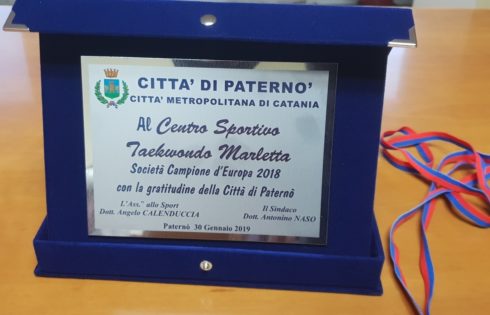 CITTA' DI PATERNO'
CITTA' METROPOLITANA DI CATANIA
Al Centro Sportivo
Taekwondo Marletta
Società Campione d'Europa 2018
con la gratitudine della Città di Paternò
L'Ass.re allo Sport
Dott. Angelo CALENDUCCIA
Il Sindaco
Dott. Antonino NASO
Paternò 30 Gennaio 2019